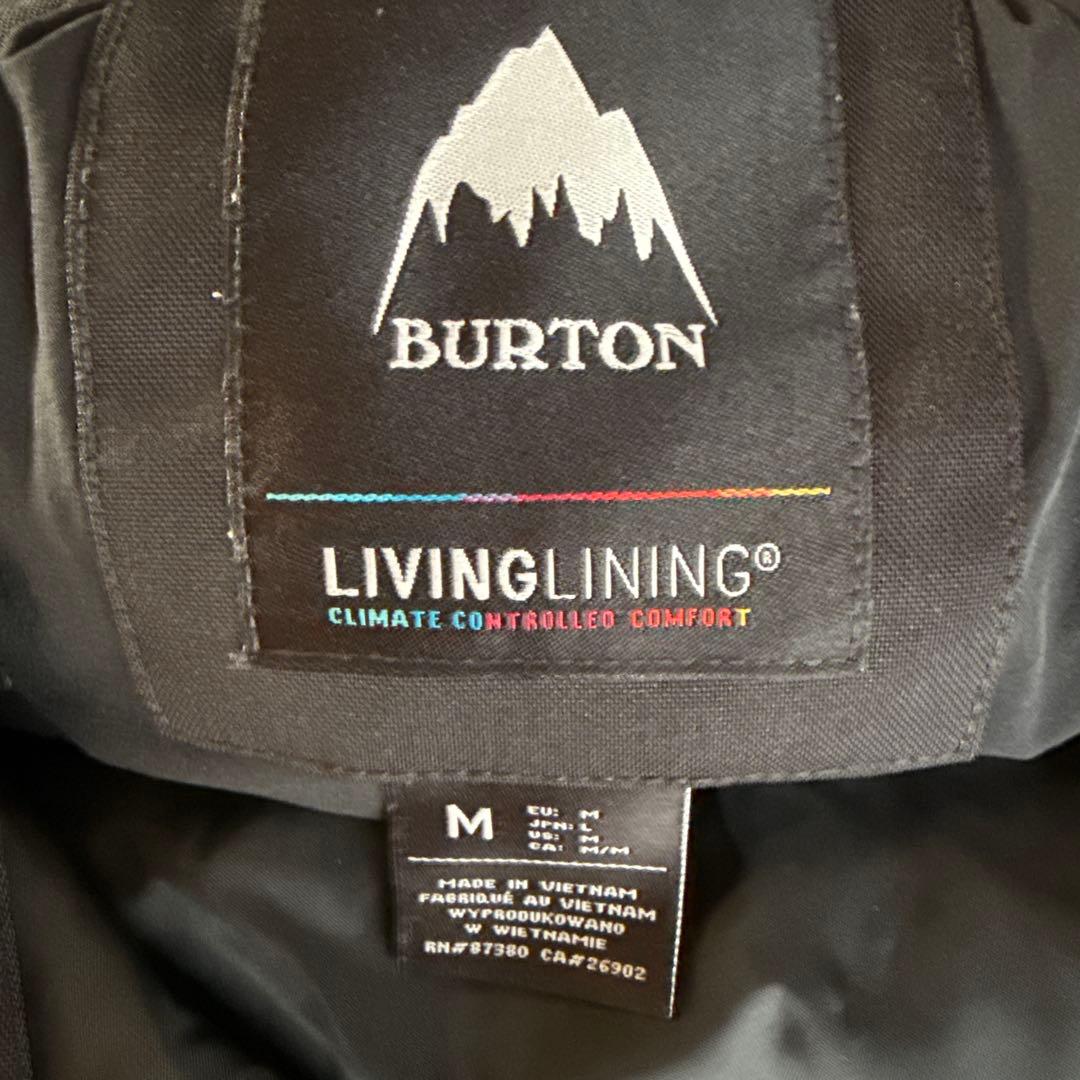 BURTON
LIVINGLINING®
CLIMATE CONTROLLED COMFORT
M
EU: M
JPN: L
US: M
CA: M/M
MADE IN VIETNAM
FABRIQUÉ AU VIETNAM
WYPRODUKOWANO
W WIETNAMIE
RN#87380 CA#26902